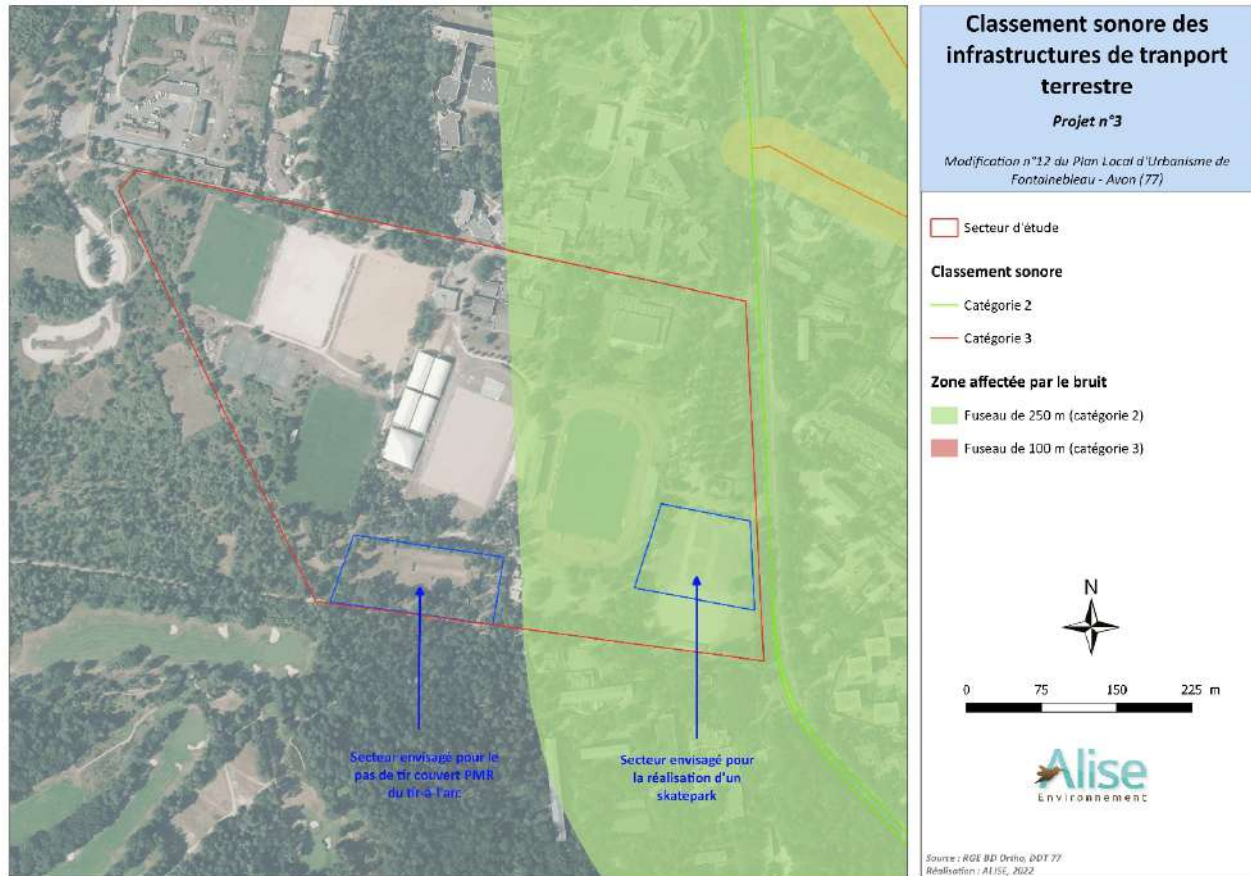 Classement sonore des
infrastructures de tranport
terrestre
Projet n°3
Modification n°12 du Plan Local d'Urbanisme de
Fontainebleau - Avon (77)
Secteur d'étude
Classement sonore
Catégorie 2
Catégorie 3
Zone affectée par le bruit
Fuseau de 250 m (catégorie 2)
Fuseau de 100 m (catégorie 3)
N
0 75 150 225 m
Alise
Environnement
Source : RGE BD Ortho, DDT 77
Réalisation : ALISE, 2022
Secteur envisagé pour le
pas de tir couvert PMR
du tir-à-l'arc
Secteur envisagé pour
la réalisation d'un
skatepark